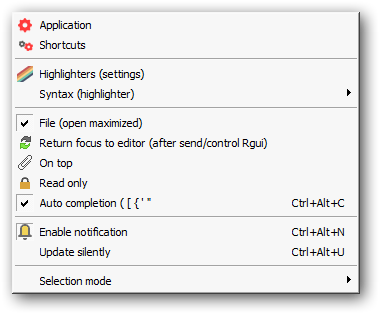 Application
Shortcuts
Highlighters (settings)
Syntax (highlighter)
File (open maximized)
Return focus to editor (after send/control Rgui)
On top
Read only
Auto completion ( [ { ' " Ctrl+Alt+C
Enable notification Ctrl+Alt+N
Update silently Ctrl+Alt+U
Selection mode